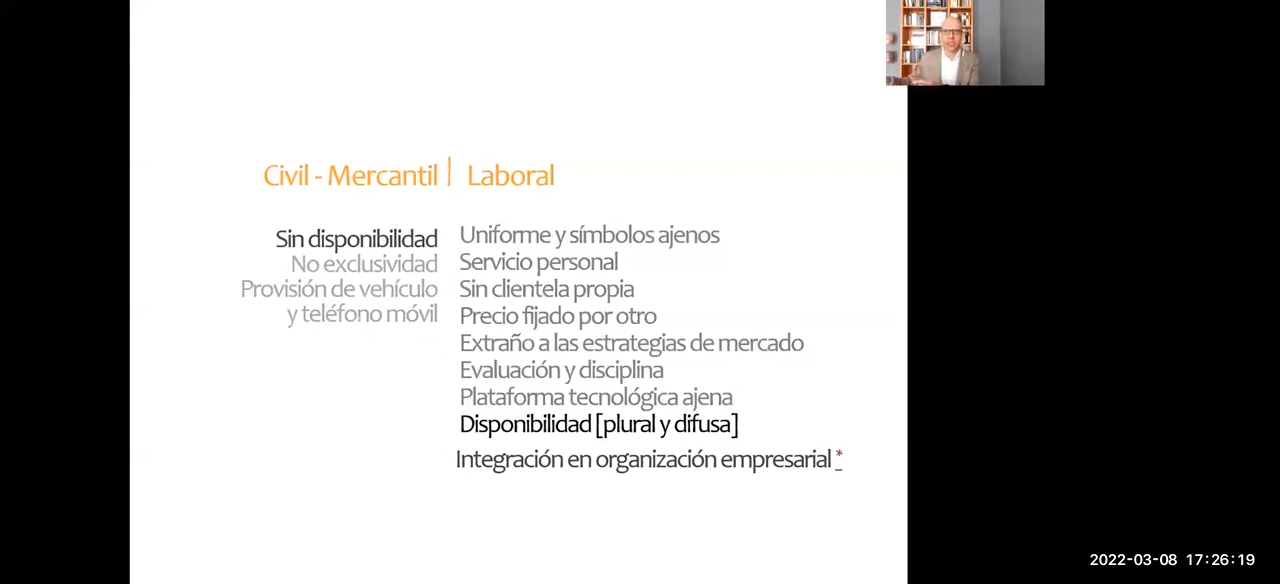 Civil - Mercantil | Laboral
Sin disponibilidad
No exclusividad
Provisión de vehículo
y teléfono móvil
Uniforme y símbolos ajenos
Servicio personal
Sin clientela propia
Precio fijado por otro
Extraño a las estrategias de mercado
Evaluación y disciplina
Plataforma tecnológica ajena
Disponibilidad [plural y difusa]
Integración en organización empresarial *
2022-03-08 17:26:19